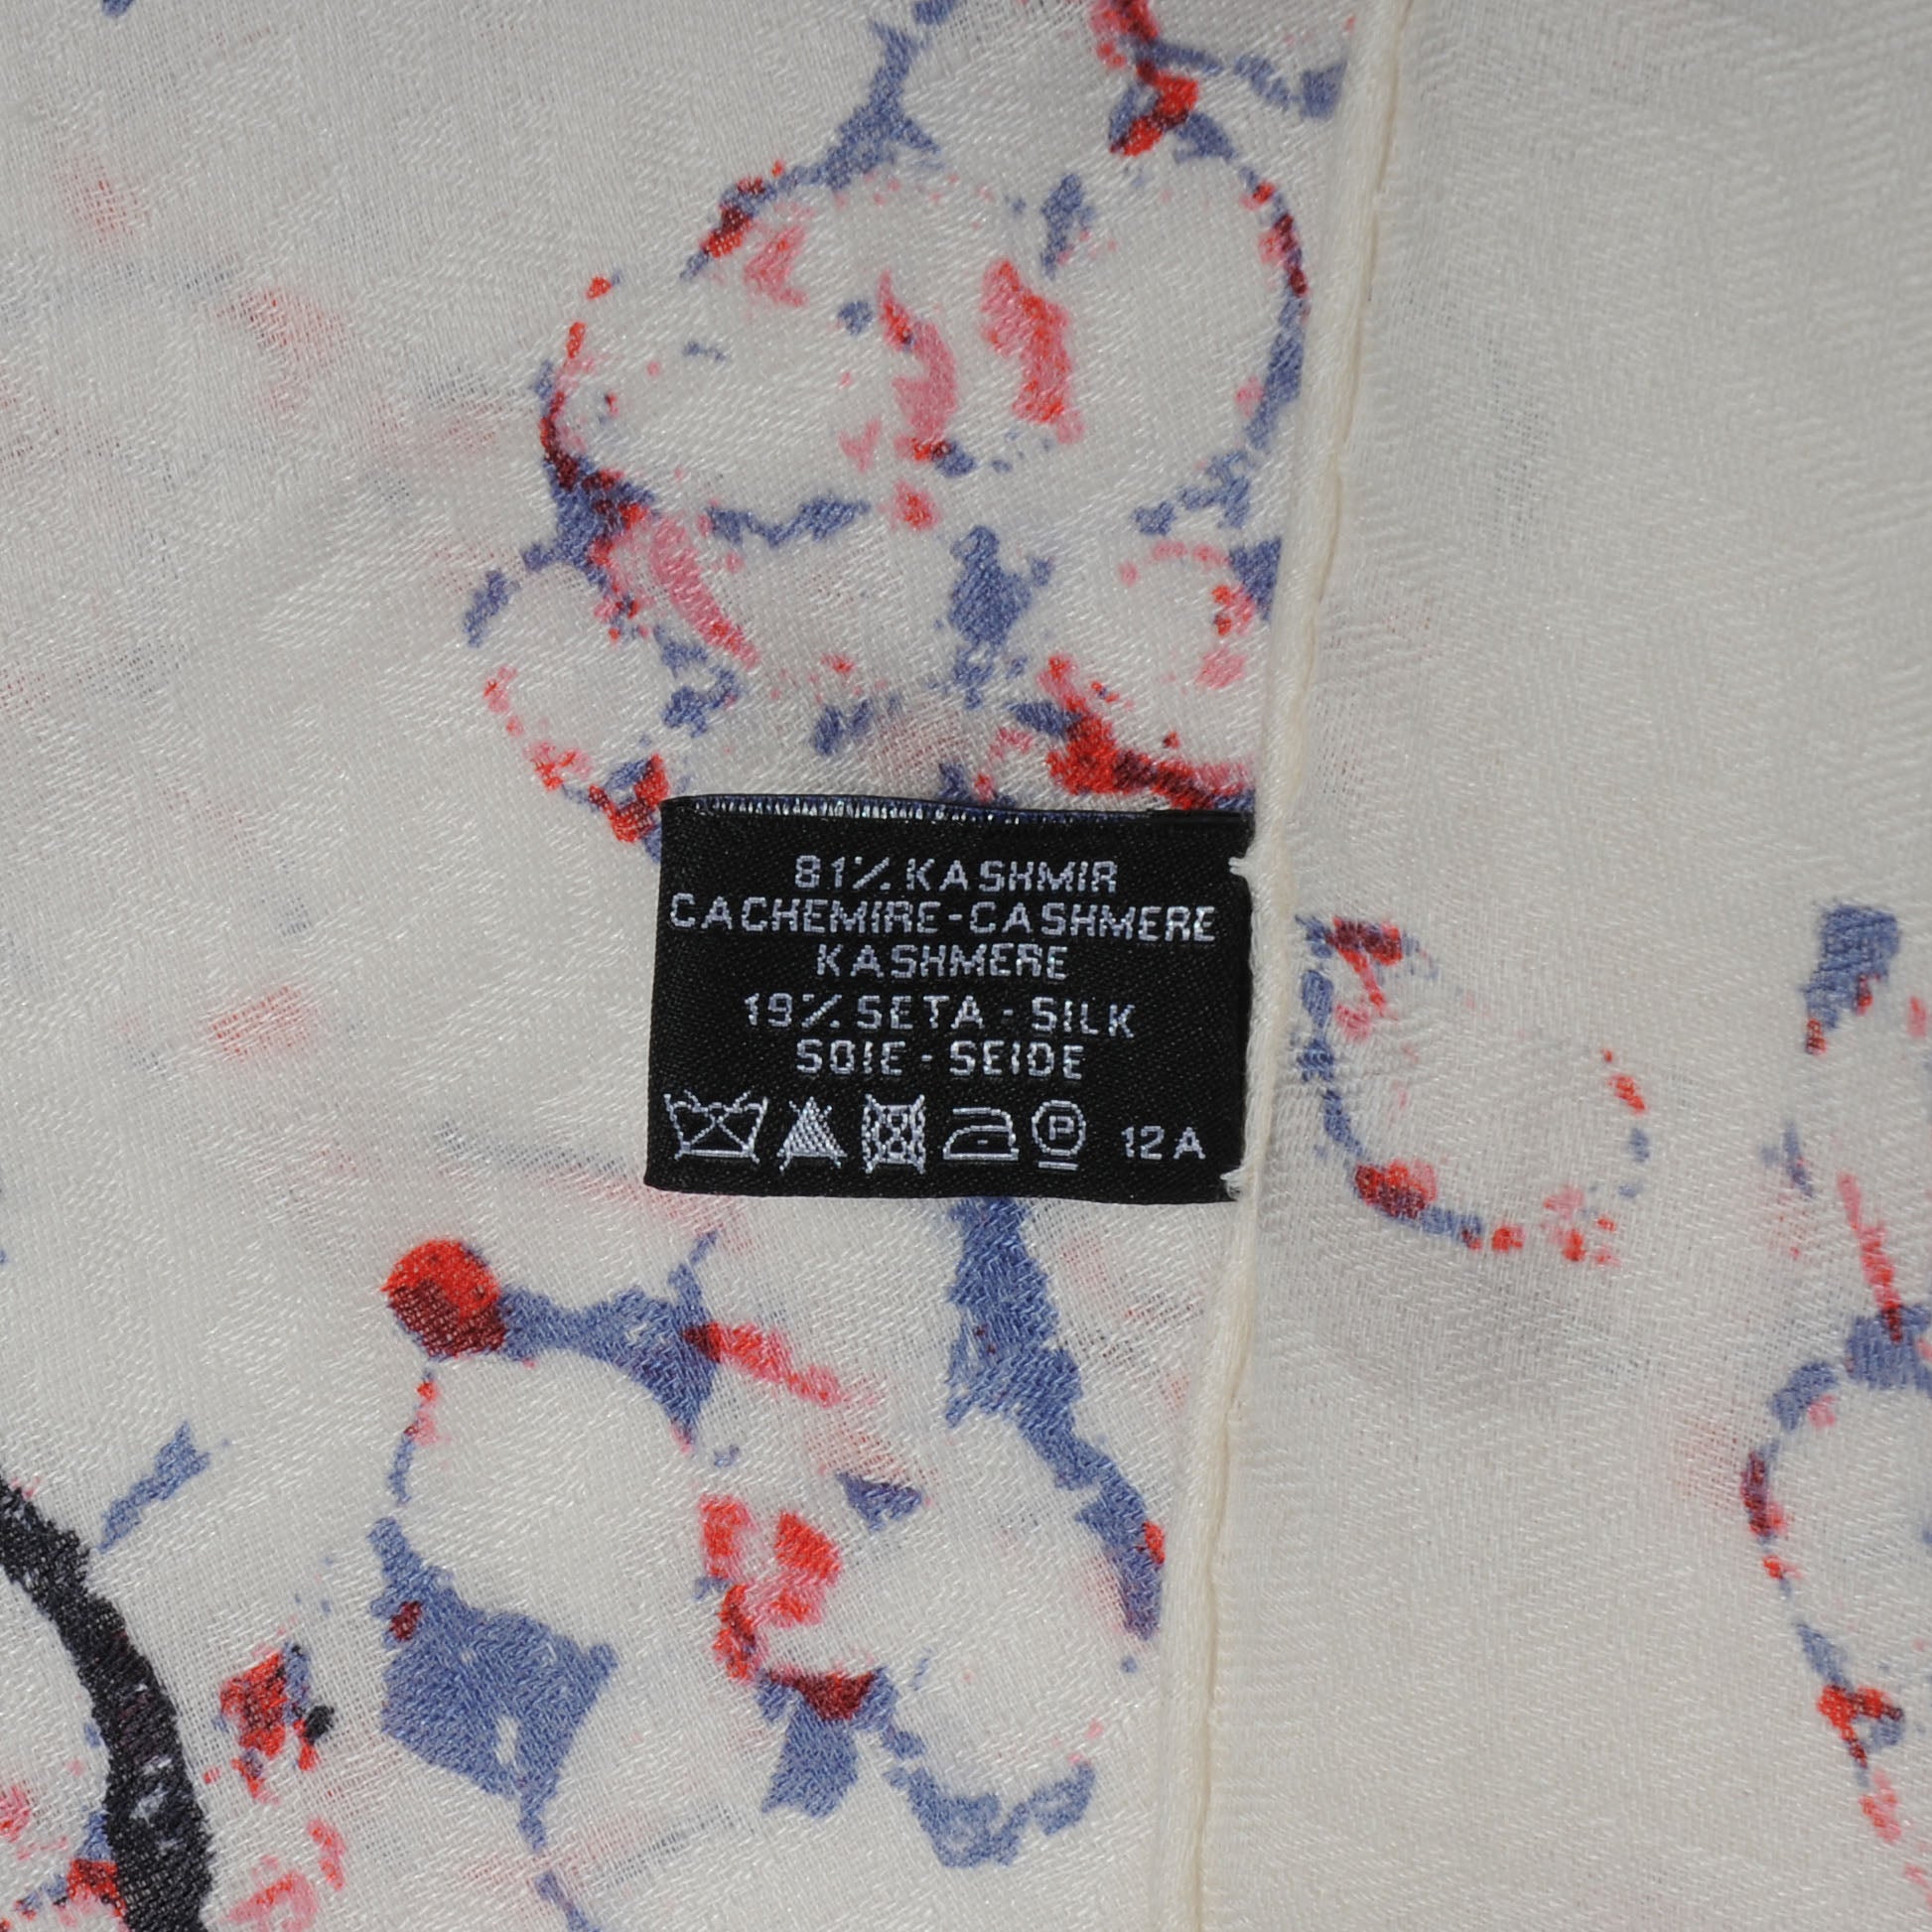 81% KASHMIR
CACHEMIRE-CASHMERE
KASHMERE
19% SETA - SILK
SOIE - SEIDE
P 12A